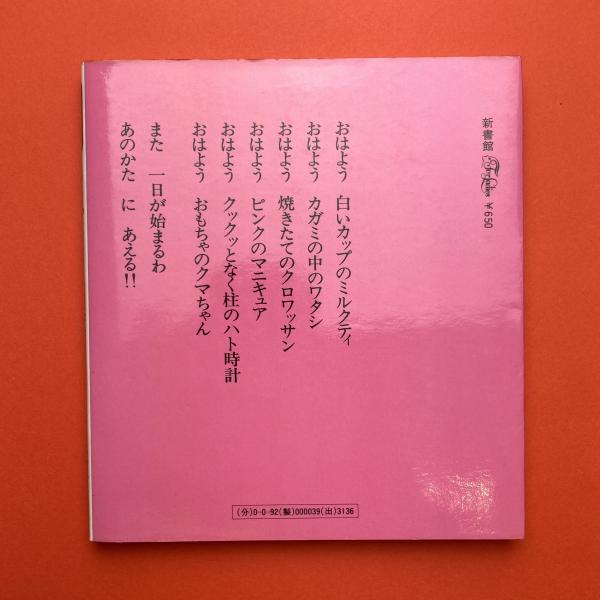 新書館 For Ladies ¥650
おはよう 白いカップのミルクティ
おはよう カガミの中のワタシ
おはよう 焼きたてのクロワッサン
おはよう ピンクのマニキュア
おはよう クックッとなく柱のハト時計
おはよう おもちゃのクマちゃん
また 一日が始まるわ
あのかた に あえる!!
(分)0-0-92(製)000039(出)3136